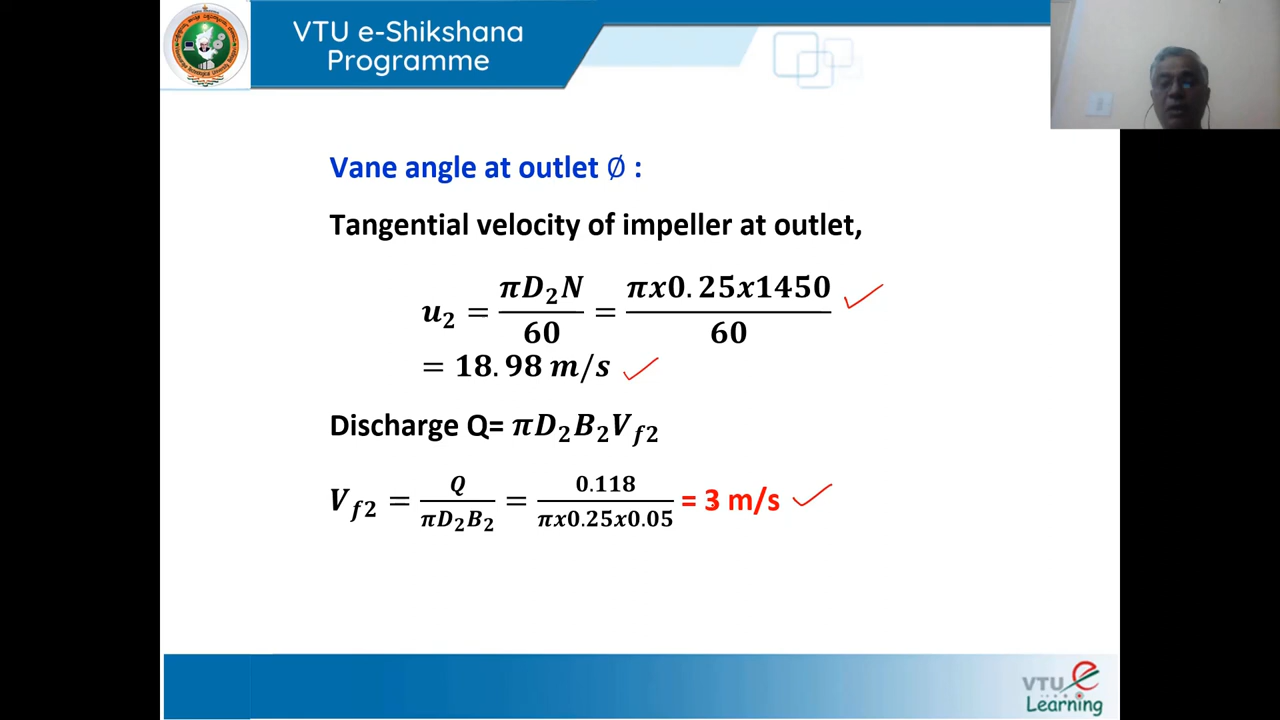 VTU e-Shikshana
Programme
Vane angle at outlet ∅ :
Tangential velocity of impeller at outlet,
u₂ = πD₂N/60 = πx0.25x1450/60
= 18.98 m/s
Discharge Q= πD₂B₂V_f2
V_f2 = Q/πD₂B₂ = 0.118/πx0.25x0.05 = 3 m/s
VTU e
Learning